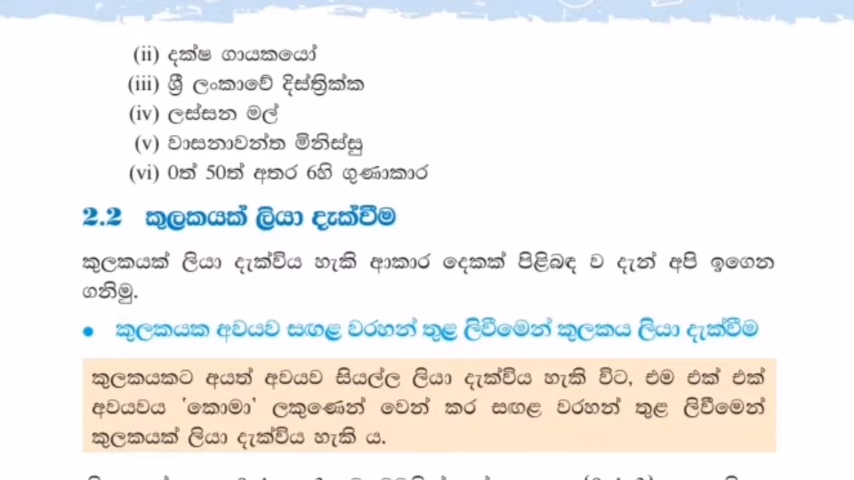 (ii) දක්ෂ ගායකයෝ
(iii) ශ්‍රී ලංකාවේ දිස්ත්‍රික්ක
(iv) ලස්සන මල්
(v) වාසනාවන්ත මිනිස්සු
(vi) 0ත් 50ත් අතර 6හි ගුණාකාර
2.2 කුලකයක් ලියා දැක්වීම
කුලකයක් ලියා දැක්විය හැකි ආකාර දෙකක් පිළිබඳ ව දැන් අපි ඉගෙන
ගනිමු.
• කුලකයක අවයව සඟළ වරහන් තුළ ලිවීමෙන් කුලකය ලියා දැක්වීම
කුලකයකට අයත් අවයව සියල්ල ලියා දැක්විය හැකි විට, එම එක් එක්
අවයවය 'කොමා' ලකුණෙන් වෙන් කර සඟළ වරහන් තුළ ලිවීමෙන්
කුලකයක් ලියා දැක්විය හැකි ය.